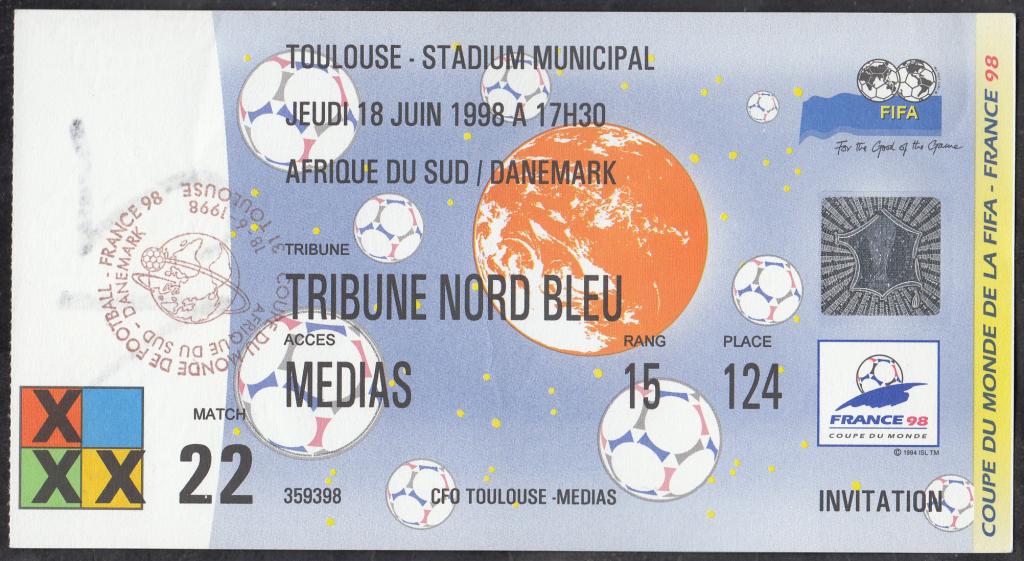 TOULOUSE - STADIUM MUNICIPAL
JEUDI 18 JUIN 1998 A 17H30
AFRIQUE DU SUD / DANEMARK
TRIBUNE
TRIBUNE NORD BLEU
ACCES
MEDIAS
RANG
15
PLACE
124
MATCH
22
359398
CFO TOULOUSE -MEDIAS
INVITATION
X
X X
FIFA
For the Good of the Game
FRANCE 98
COUPE DU MONDE
© 1994 ISL TM
COUPE DU MONDE DE LA FIFA - FRANCE 98
COUPE DU MONDE DE FOOTBALL - FRANCE 98
AFRIQUE DU SUD - DANEMARK
18-6-1998
31 TOULOUSE
TOULOUSE